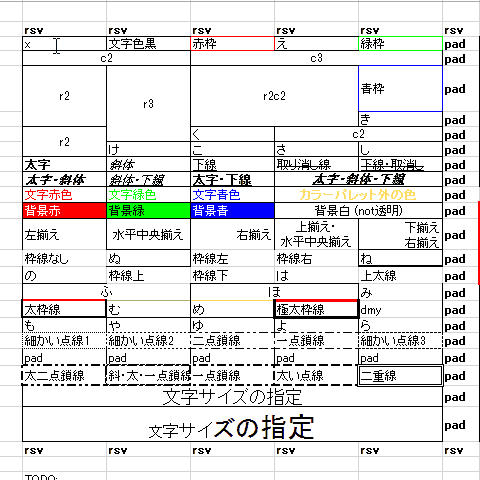 rsv rsv rsv rsv rsv rsv
x 文字色黒 赤枠 え 緑枠 pad
c2 c3 pad
r2 r3 r2c2 青枠 pad
き pad
r2 く c2 pad
け こ さ し pad
太字 斜体 下線 取り消し線 下線・取消し pad
太字・斜体 斜体・下線 太字・下線 太字・斜体・下線 pad
文字赤色 文字緑色 文字青色 カラーパレット外の色 pad
背景赤 背景緑 背景青 背景白 (not透明) pad
左揃え 水平中央揃え 右揃え 上揃え・ 下揃え pad
水平中央揃え 右揃え
枠線なし ぬ 枠線左 枠線右 ね pad
の 枠線上 枠線下 は 上太線 pad
ふ ほ み pad
太枠線 む め 極太枠線 dmy pad
も や ゆ よ ら pad
細かい点線1 細かい点線2 二点鎖線 一点鎖線 細かい点線3 pad
pad pad pad pad pad pad
太二点鎖線 斜・太・一点鎖線 一点鎖線 太い点線 二重線 pad
文字サイズの指定 pad
文字サイズの指定 pad
rsv rsv rsv rsv rsv rsv
TODO: